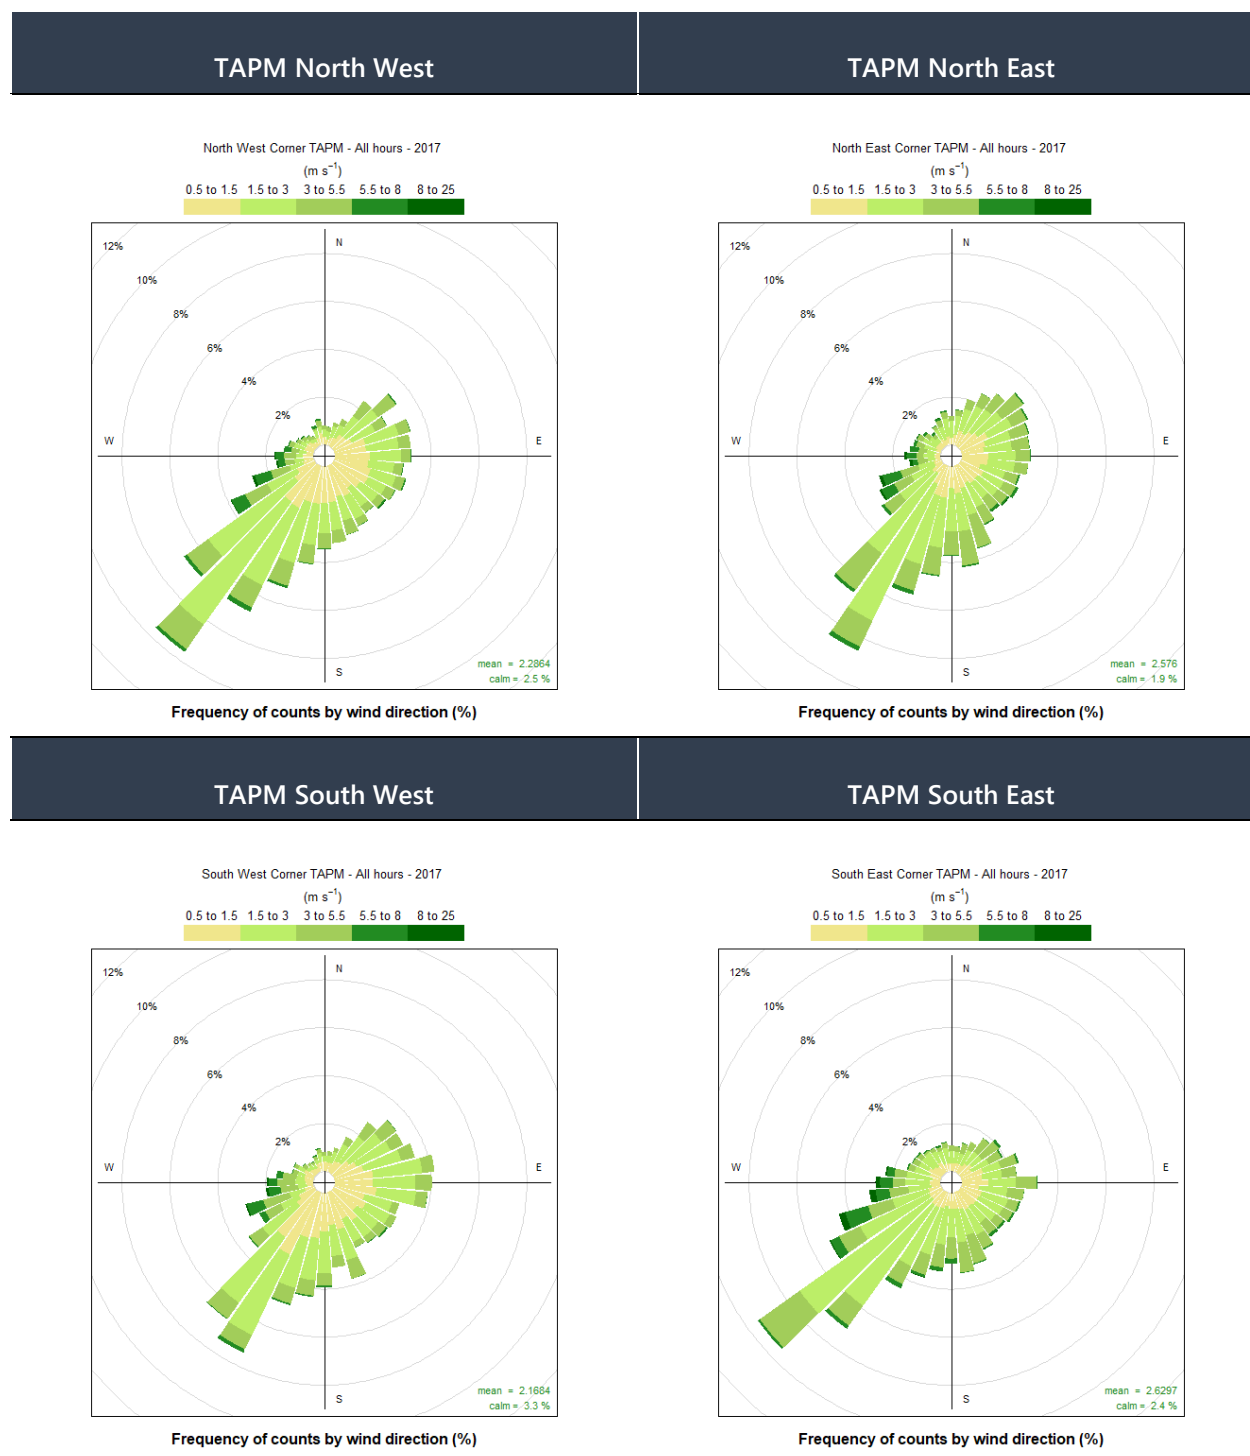 TAPM North West
TAPM North East
North West Corner TAPM - All hours - 2017
(m s⁻¹)
0.5 to 1.5 1.5 to 3 3 to 5.5 5.5 to 8 8 to 25
12%
10%
8%
6%
4%
2%
N
W
E
S
mean = 2.2864
calm = 2.5 %
Frequency of counts by wind direction (%)
North East Corner TAPM - All hours - 2017
(m s⁻¹)
0.5 to 1.5 1.5 to 3 3 to 5.5 5.5 to 8 8 to 25
12%
10%
8%
6%
4%
2%
N
W
E
S
mean = 2.576
calm = 1.9 %
Frequency of counts by wind direction (%)
TAPM South West
TAPM South East
South West Corner TAPM - All hours - 2017
(m s⁻¹)
0.5 to 1.5 1.5 to 3 3 to 5.5 5.5 to 8 8 to 25
12%
10%
8%
6%
4%
2%
N
W
E
S
mean = 2.1684
calm = 3.3 %
Frequency of counts by wind direction (%)
South East Corner TAPM - All hours - 2017
(m s⁻¹)
0.5 to 1.5 1.5 to 3 3 to 5.5 5.5 to 8 8 to 25
12%
10%
8%
6%
4%
2%
N
W
E
S
mean = 2.6297
calm = 2.4 %
Frequency of counts by wind direction (%)